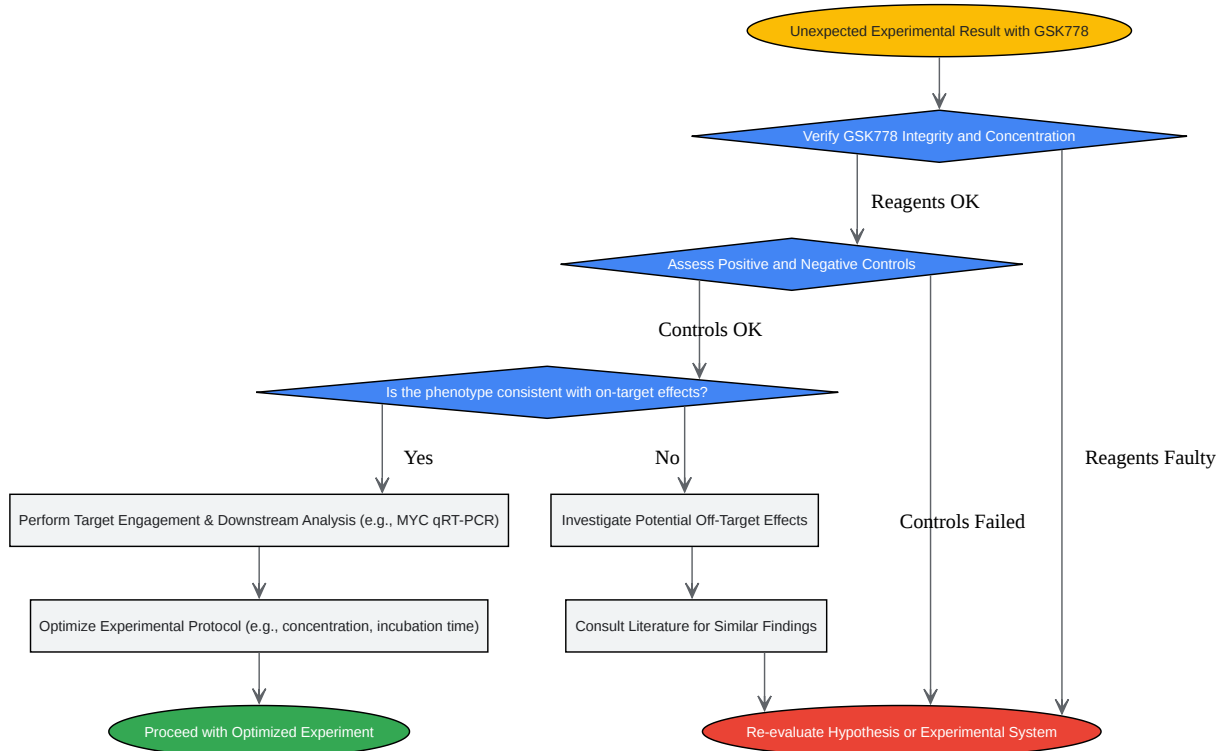 Unexpected Experimental Result with GSK778
Verify GSK778 Integrity and Concentration
Reagents OK
Assess Positive and Negative Controls
Controls OK
Is the phenotype consistent with on-target effects?
Yes
No
Reagents Faulty
Perform Target Engagement & Downstream Analysis (e.g., MYC qRT-PCR)
Investigate Potential Off-Target Effects
Controls Failed
Optimize Experimental Protocol (e.g., concentration, incubation time)
Consult Literature for Similar Findings
Proceed with Optimized Experiment
Re-evaluate Hypothesis or Experimental System